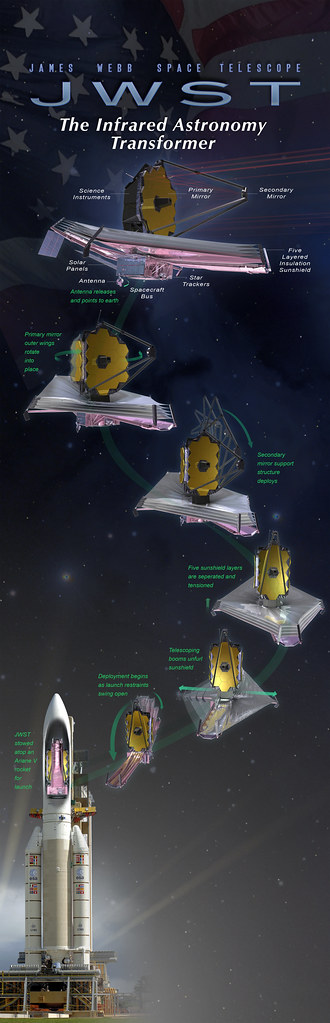 JAMES WEBB SPACE TELESCOPE
JWST
The Infrared Astronomy
Transformer
Science
Instruments
Primary
Mirror
Secondary
Mirror
Five
Layered
Insulation
Sunshield
Solar
Panels
Antenna
Spacecraft
Bus
Star
Trackers
Antenna releases
and points to earth
Primary mirror
outer wings
rotate
into
place
Secondary
mirror support
structure
deploys
Five sunshield layers
are seperated and
tensioned
Telescoping
booms unfurl
sunshield
Deployment begins
as launch restraints
being open
JWST
stowed
atop an
Ariane V
rocket
for
launch